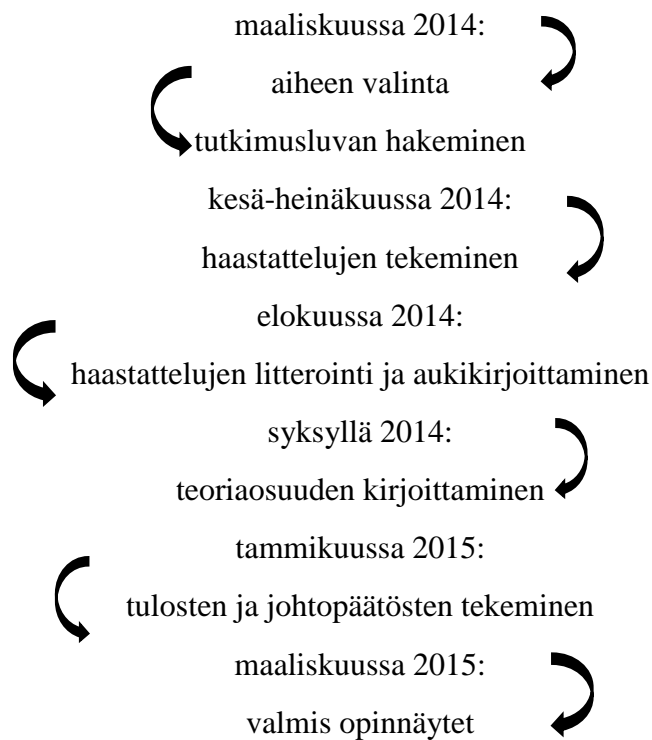 maaliskuussa 2014:
aiheen valinta
tutkimusluvan hakeminen
kesä-heinäkuussa 2014:
haastattelujen tekeminen
elokuussa 2014:
haastattelujen litterointi ja aukikirjoittaminen
syksyllä 2014:
teoriaosuuden kirjoittaminen
tammikuussa 2015:
tulosten ja johtopäätösten tekeminen
maaliskuussa 2015:
valmis opinnäytet